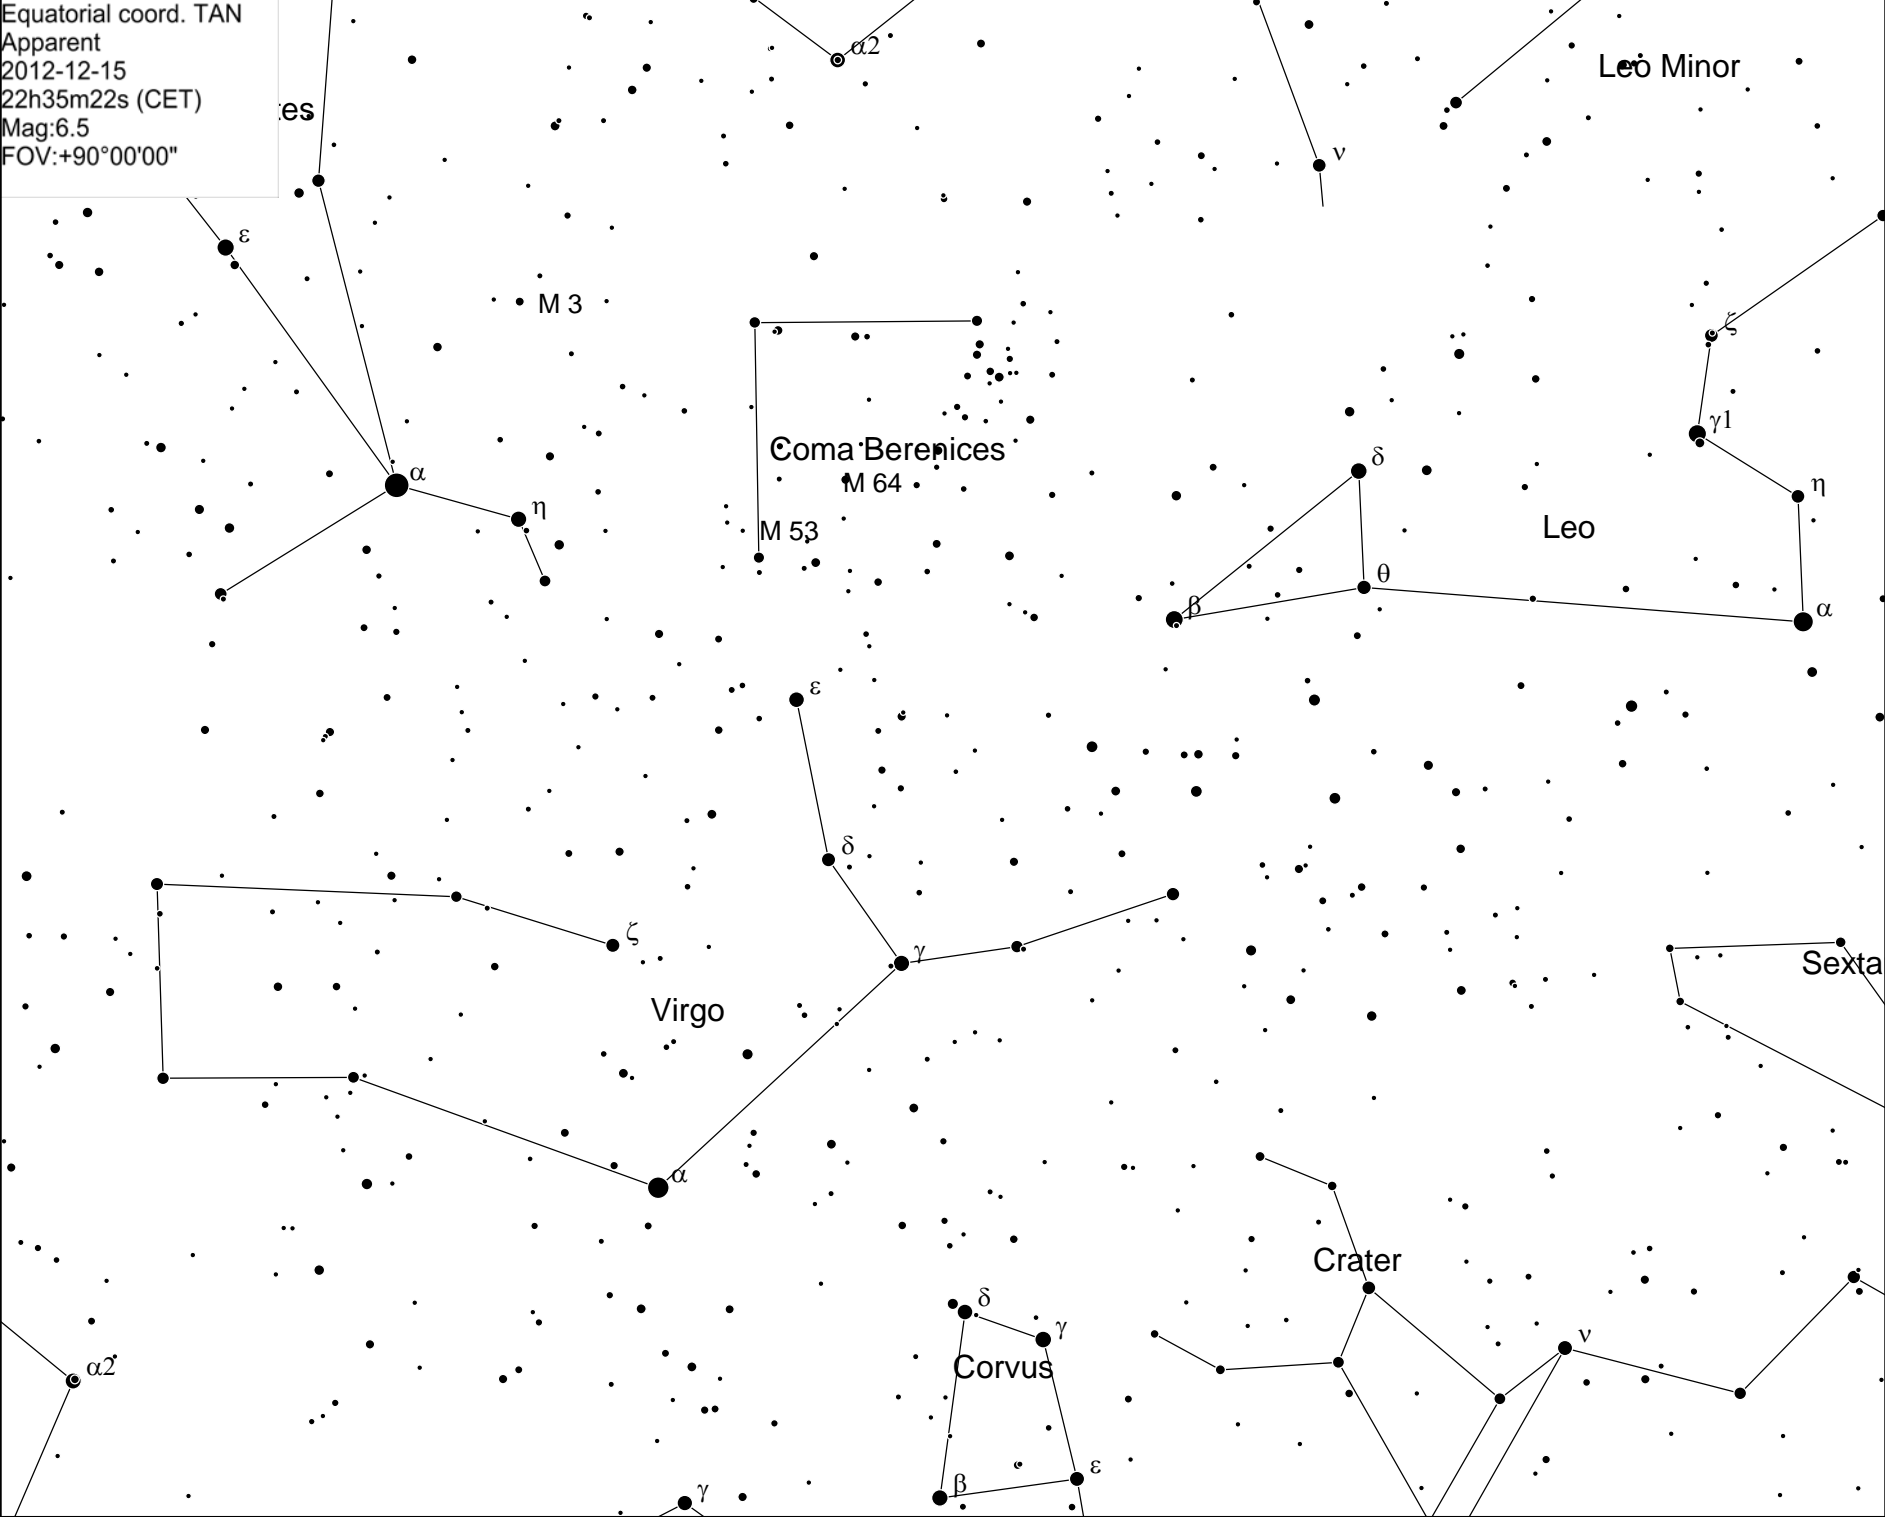 Equatorial coord. TAN
Apparent
2012-12-15
22h35m22s (CET)
Mag:6.5
FOV:+90°00'00"
α2
Leo Minor
ν
ε
M 3
ζ
γ1
Coma Berenices
δ
α
M 64
η
η
M 53
Leo
θ
β
α
ε
δ
ζ
γ
Sexta
Virgo
α
Crater
δ
γ
ν
Corvus
α2
ε
β
γ